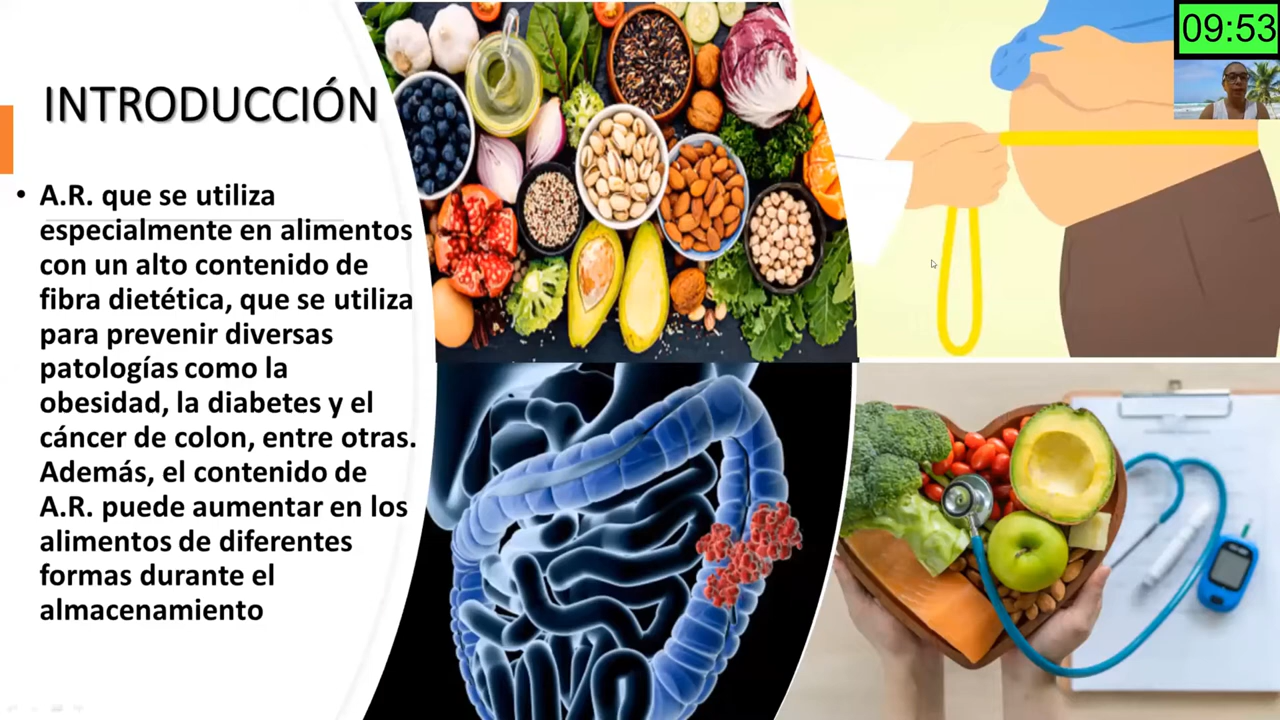 09:53
INTRODUCCIÓN
• A.R. que se utiliza
especialmente en alimentos
con un alto contenido de
fibra dietética, que se utiliza
para prevenir diversas
patologías como la
obesidad, la diabetes y el
cáncer de colon, entre otras.
Además, el contenido de
A.R. puede aumentar en los
alimentos de diferentes
formas durante el
almacenamiento